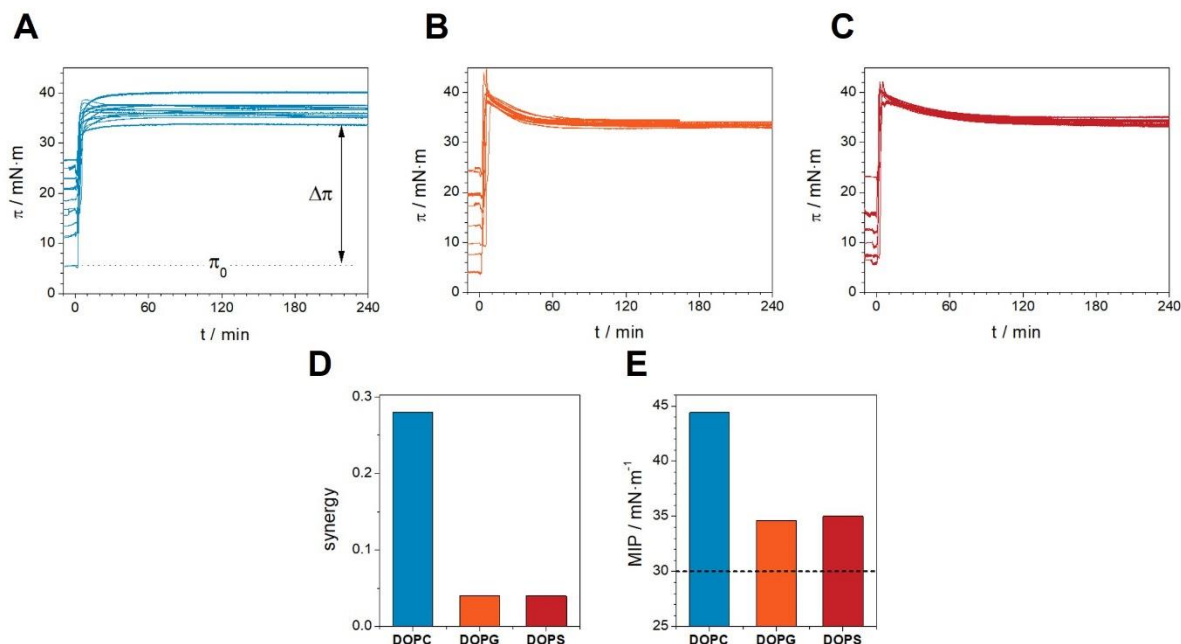 A
B
C
40
30
20
10
0
π / mN·m
Δπ
π₀
0 60 120 180 240
t / min
40
30
20
10
0
π / mN·m
0 60 120 180 240
t / min
40
30
20
10
0
π / mN·m
0 60 120 180 240
t / min
D
E
0.3
0.2
0.1
0.0
synergy
DOPC DOPG DOPS
45
40
35
30
25
MIP / mN·m⁻¹
DOPC DOPG DOPS